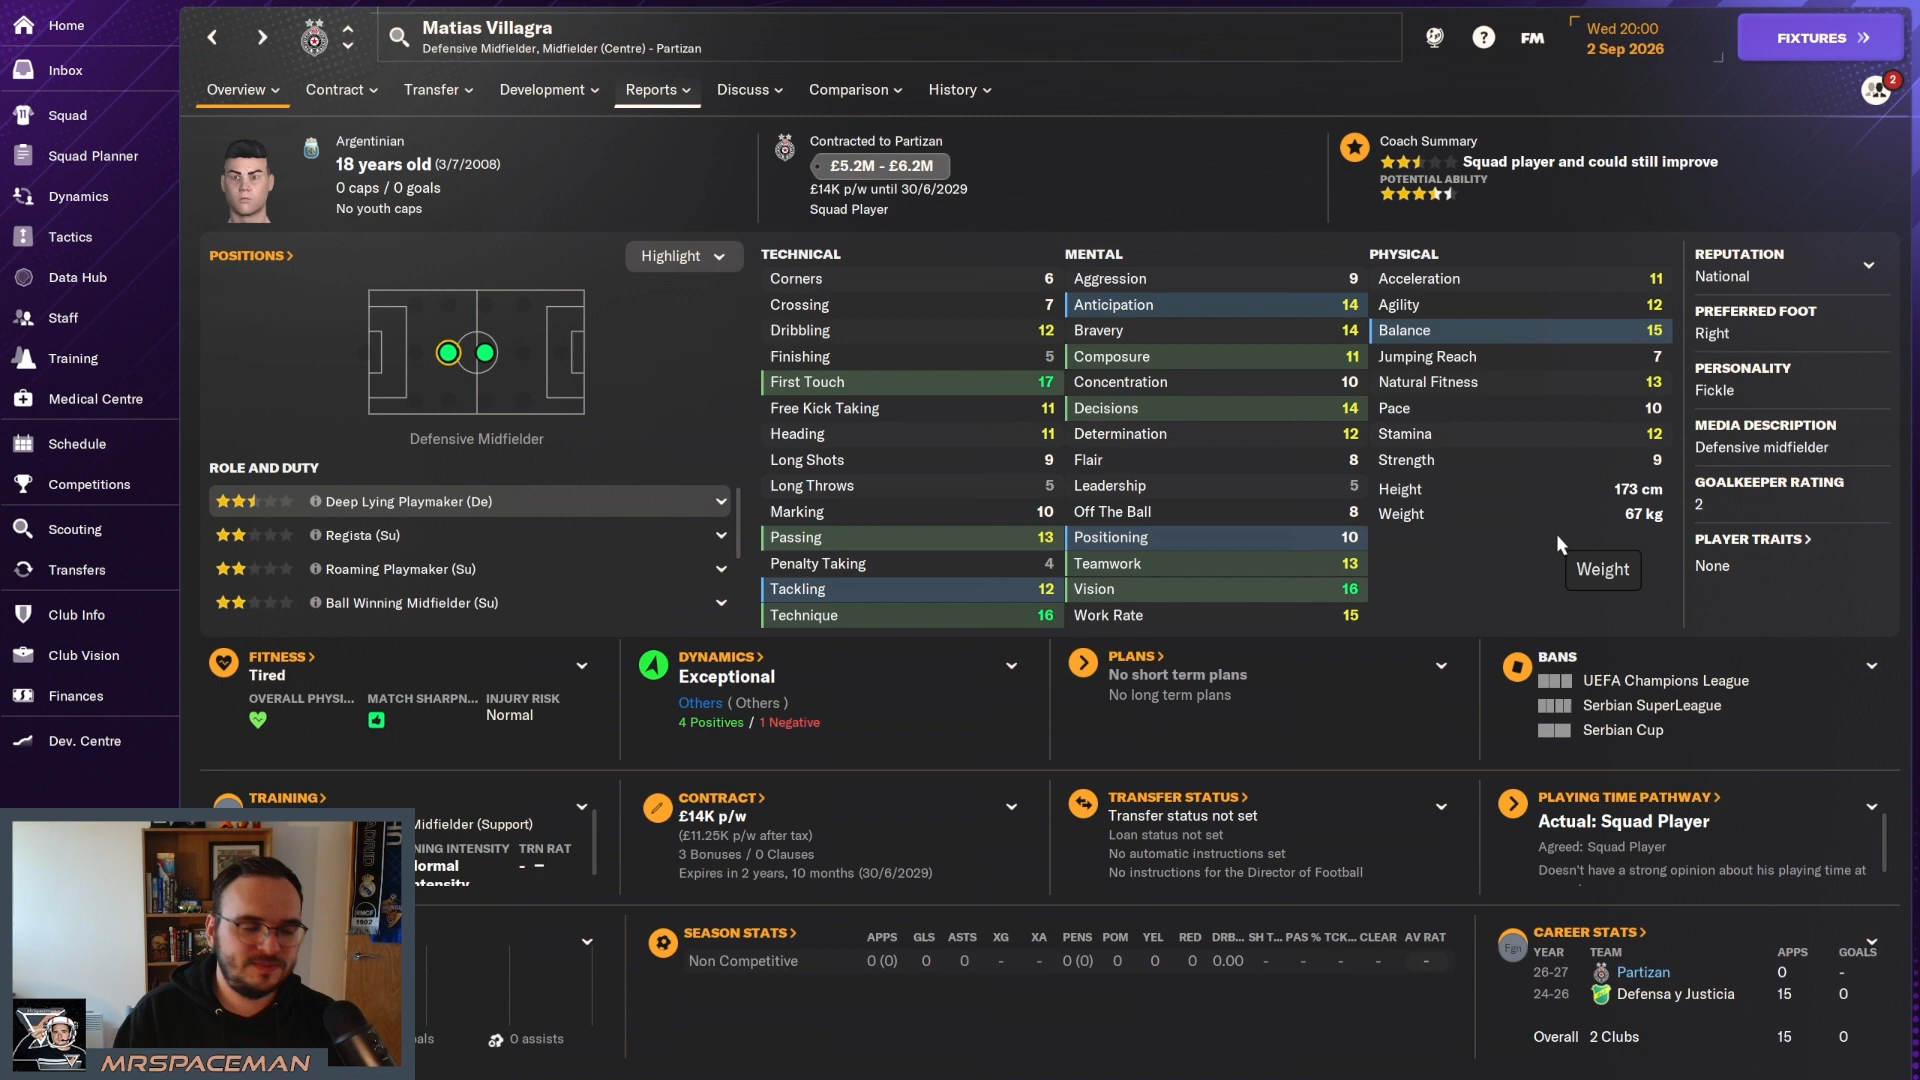 Home
Inbox
Squad
Squad Planner
Dynamics
Tactics
Data Hub
Staff
Training
Medical Centre
Schedule
Competitions
Scouting
Transfers
Club Info
Club Vision
Finances
Dev. Centre
Matias Villagra
Defensive Midfielder, Midfielder (Centre) - Partizan
? FM
Wed 20:00
2 Sep 2026
FIXTURES
Overview Contract Transfer Development Reports Discuss Comparison History
2
Argentinian
18 years old (3/7/2008)
0 caps / 0 goals
No youth caps
Contracted to Partizan
£5.2M - £6.2M
£14K p/w until 30/6/2029
Squad Player
Coach Summary
Squad player and could still improve
POTENTIAL ABILITY
POSITIONS >
Highlight
Defensive Midfielder
ROLE AND DUTY
Deep Lying Playmaker (De)
Regista (Su)
Roaming Playmaker (Su)
Ball Winning Midfielder (Su)
TECHNICAL
Corners 6
Crossing 7
Dribbling 12
Finishing 5
First Touch 17
Free Kick Taking 11
Heading 11
Long Shots 9
Long Throws 5
Marking 10
Passing 13
Penalty Taking 4
Tackling 12
Technique 16
MENTAL
Aggression 9
Anticipation 14
Bravery 14
Composure 11
Concentration 10
Decisions 14
Determination 12
Flair 8
Leadership 5
Off The Ball 8
Positioning 10
Teamwork 13
Vision 16
Work Rate 15
PHYSICAL
Acceleration 11
Agility 12
Balance 15
Jumping Reach 7
Natural Fitness 13
Pace 10
Stamina 12
Strength 9
Height 173 cm
Weight 67 kg
Weight
REPUTATION
National
PREFERRED FOOT
Right
PERSONALITY
Fickle
MEDIA DESCRIPTION
Defensive midfielder
GOALKEEPER RATING
2
PLAYER TRAITS >
None
FITNESS >
Tired
OVERALL PHYSI... MATCH SHARPN... INJURY RISK
Normal
DYNAMICS >
Exceptional
Others ( Others )
4 Positives / 1 Negative
PLANS >
No short term plans
No long term plans
BANS
UEFA Champions League
Serbian SuperLeague
Serbian Cup
TRAINING >
Midfielder (Support)
NING INTENSITY TRN RAT
Normal - –
ntensity
CONTRACT >
£14K p/w
(£11.25K p/w after tax)
3 Bonuses / 0 Clauses
Expires in 2 years, 10 months (30/6/2029)
TRANSFER STATUS >
Transfer status not set
Loan status not set
No automatic instructions set
No instructions for the Director of Football
PLAYING TIME PATHWAY >
Actual: Squad Player
Agreed: Squad Player
Doesn't have a strong opinion about his playing time at
als 0 assists
SEASON STATS > APPS GLS ASTS XG XA PENS POM YEL RED DRB... SH T... PAS % TCK... CLEAR AV RAT
Non Competitive 0 (0) 0 0 - - 0 (0) 0 0 0 0.00 - - - - -
Fgn
CAREER STATS >
YEAR TEAM APPS GOALS
26-27 Partizan 0 -
24-26 Defensa y Justicia 15 0
Overall 2 Clubs 15 0
MRSPACEMAN